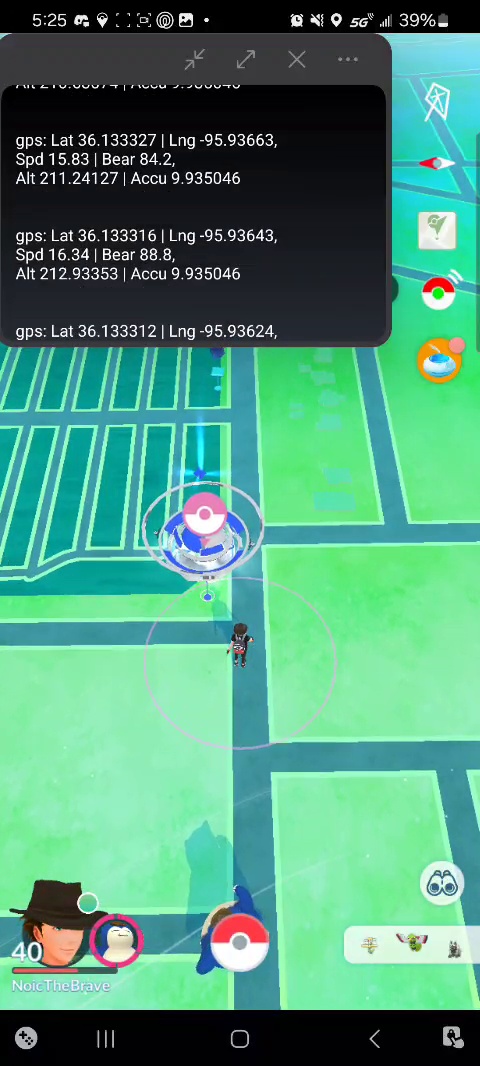 5:25
5G
39%
gps: Lat 36.133327 | Lng -95.93663,
Spd 15.83 | Bear 84.2,
Alt 211.24127 | Accu 9.935046
gps: Lat 36.133316 | Lng -95.93643,
Spd 16.34 | Bear 88.8,
Alt 212.93353 | Accu 9.935046
gps: Lat 36.133312 | Lng -95.93624,
40
NoicTheBrave